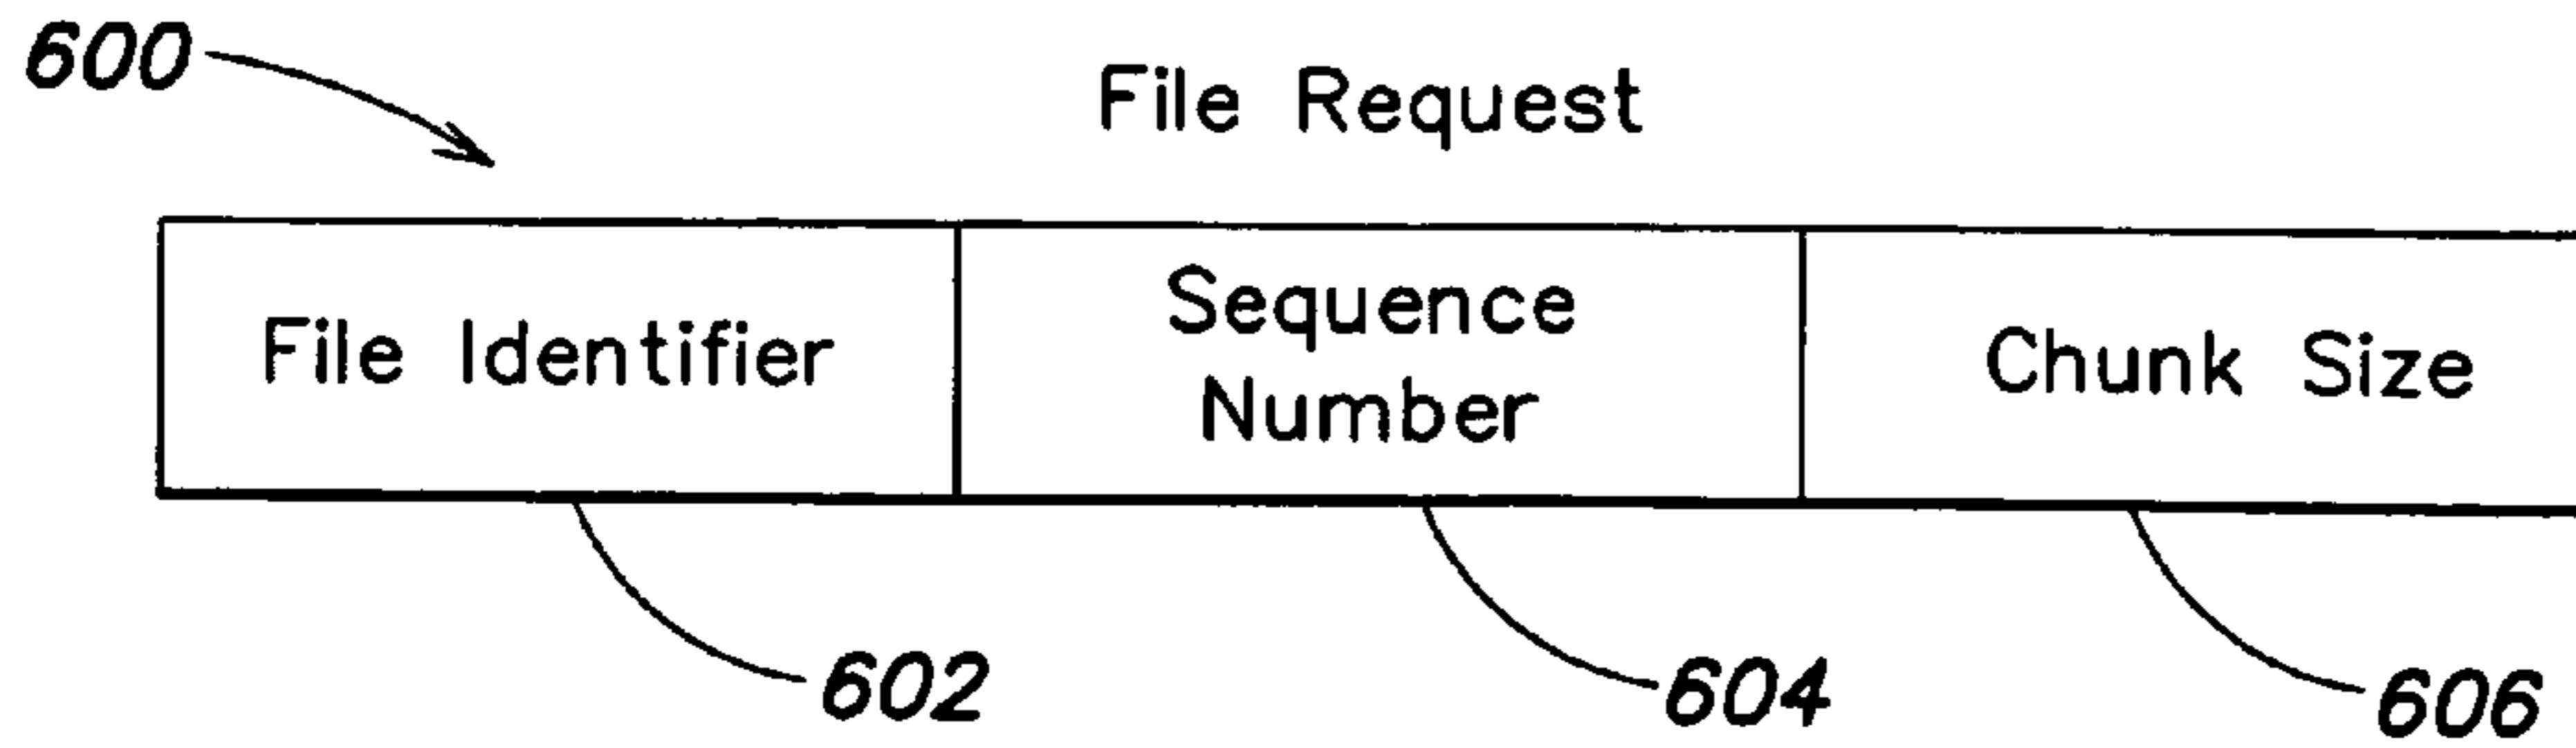 600
File Request
File Identifier
Sequence
Number
Chunk Size
602
604
606